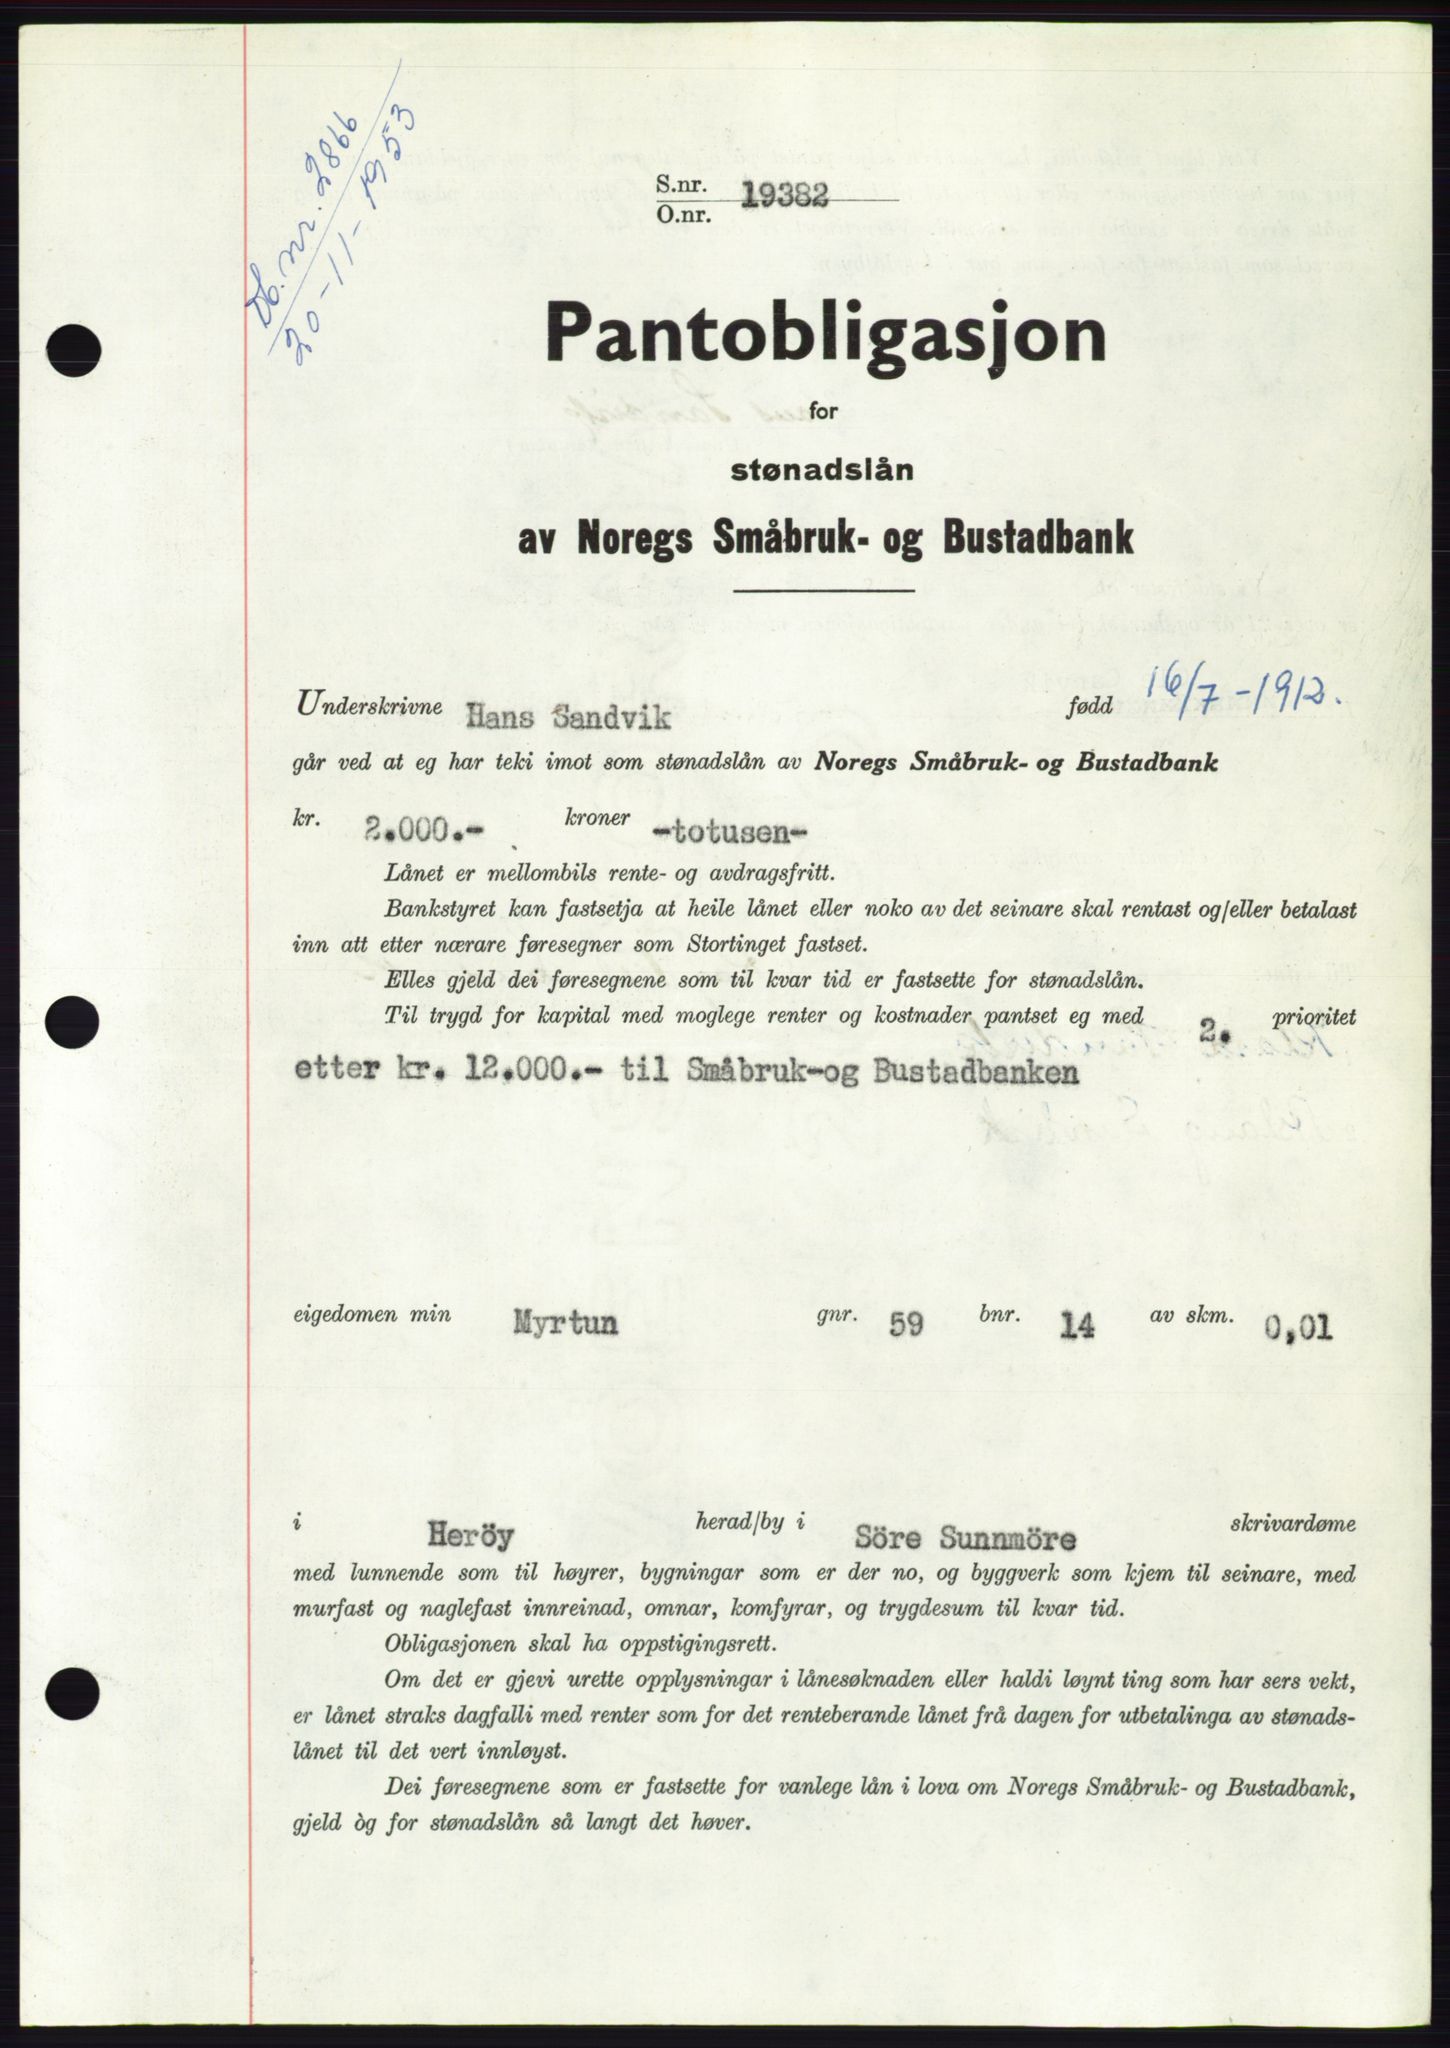 Db. nr. 2866
20-11-1953
S.nr. 19382
O.nr.
Pantobligasjon
for
stønadslån
av Noregs Småbruk- og Bustadbank
Underskrivne Hans Sandvik fødd 16/7-1912.
går ved at eg har teki imot som stønadslån av Noregs Småbruk- og Bustadbank
kr. 2.000.- kroner -totusen-
Lånet er mellombils rente- og avdragsfritt.
Bankstyret kan fastsetja at heile lånet eller noko av det seinare skal rentast og/eller betalast
inn att etter nærare føresegner som Stortinget fastset.
Elles gjeld dei føresegnene som til kvar tid er fastsette for stønadslån.
Til trygd for kapital med moglege renter og kostnader pantset eg med 2. prioritet
etter kr. 12.000.- til Småbruk-og Bustadbanken
eigedomen min Myrtun gnr. 59 bnr. 14 av skm. 0,01
i Heröy herad/by i Söre Sunnmöre skrivardøme
med lunnende som til høyrer, bygningar som er der no, og byggverk som kjem til seinare, med
murfast og naglefast innreinad, omnar, komfyrar, og trygdesum til kvar tid.
Obligasjonen skal ha oppstigingsrett.
Om det er gjevi urette opplysningar i lånesøknaden eller haldi løynt ting som har sers vekt,
er lånet straks dagfalli med renter som for det renteberande lånet frå dagen for utbetalinga av stønads-
lånet til det vert innløyst.
Dei føresegnene som er fastsette for vanlege lån i lova om Noregs Småbruk- og Bustadbank,
gjeld òg for stønadslån så langt det høver.